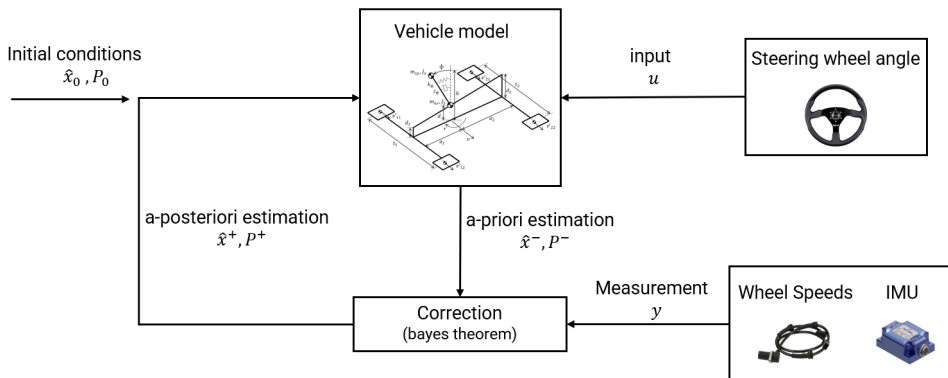 Vehicle model
Initial conditions
x̂₀ , P₀
input
u
Steering wheel angle
a-posteriori estimation
x̂⁺, P⁺
a-priori estimation
x̂⁻, P⁻
Measurement
y
Wheel Speeds
IMU
Correction
(bayes theorem)